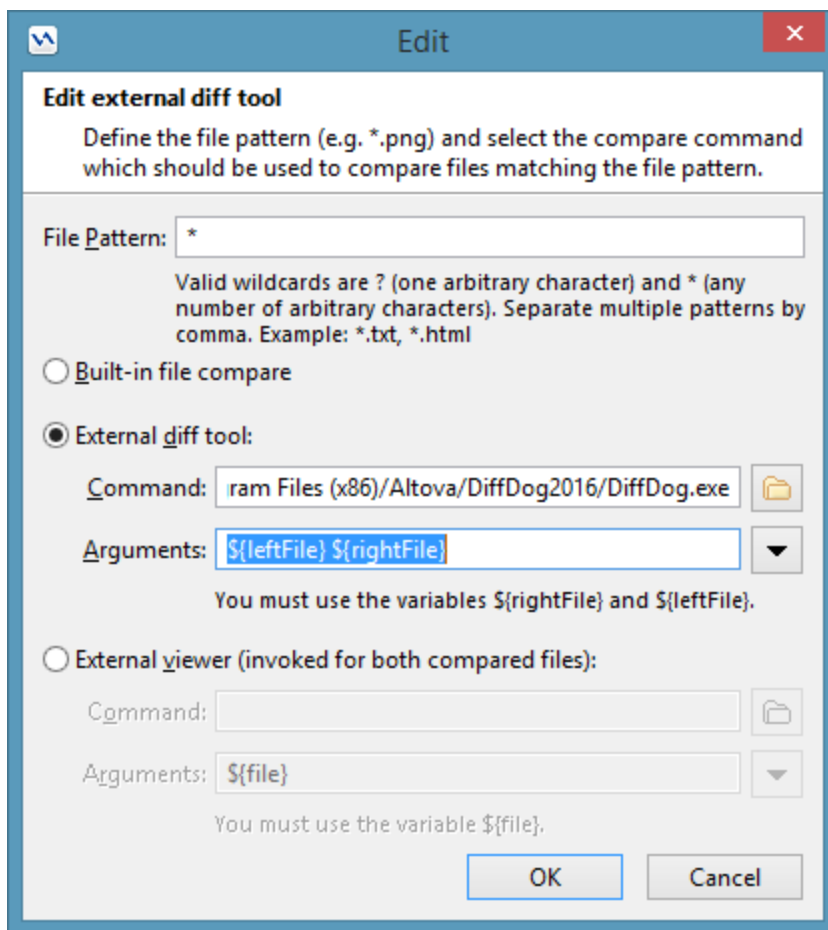 Edit
Edit external diff tool
Define the file pattern (e.g. *.png) and select the compare command
which should be used to compare files matching the file pattern.
File Pattern: *
Valid wildcards are ? (one arbitrary character) and * (any
number of arbitrary characters). Separate multiple patterns by
comma. Example: *.txt, *.html
Built-in file compare
External diff tool:
Command: ram Files (x86)/Altova/DiffDog2016/DiffDog.exe
Arguments: ${leftFile} ${rightFile}
You must use the variables ${rightFile} and ${leftFile}.
External viewer (invoked for both compared files):
Command:
Arguments: ${file}
You must use the variable ${file}.
OK Cancel